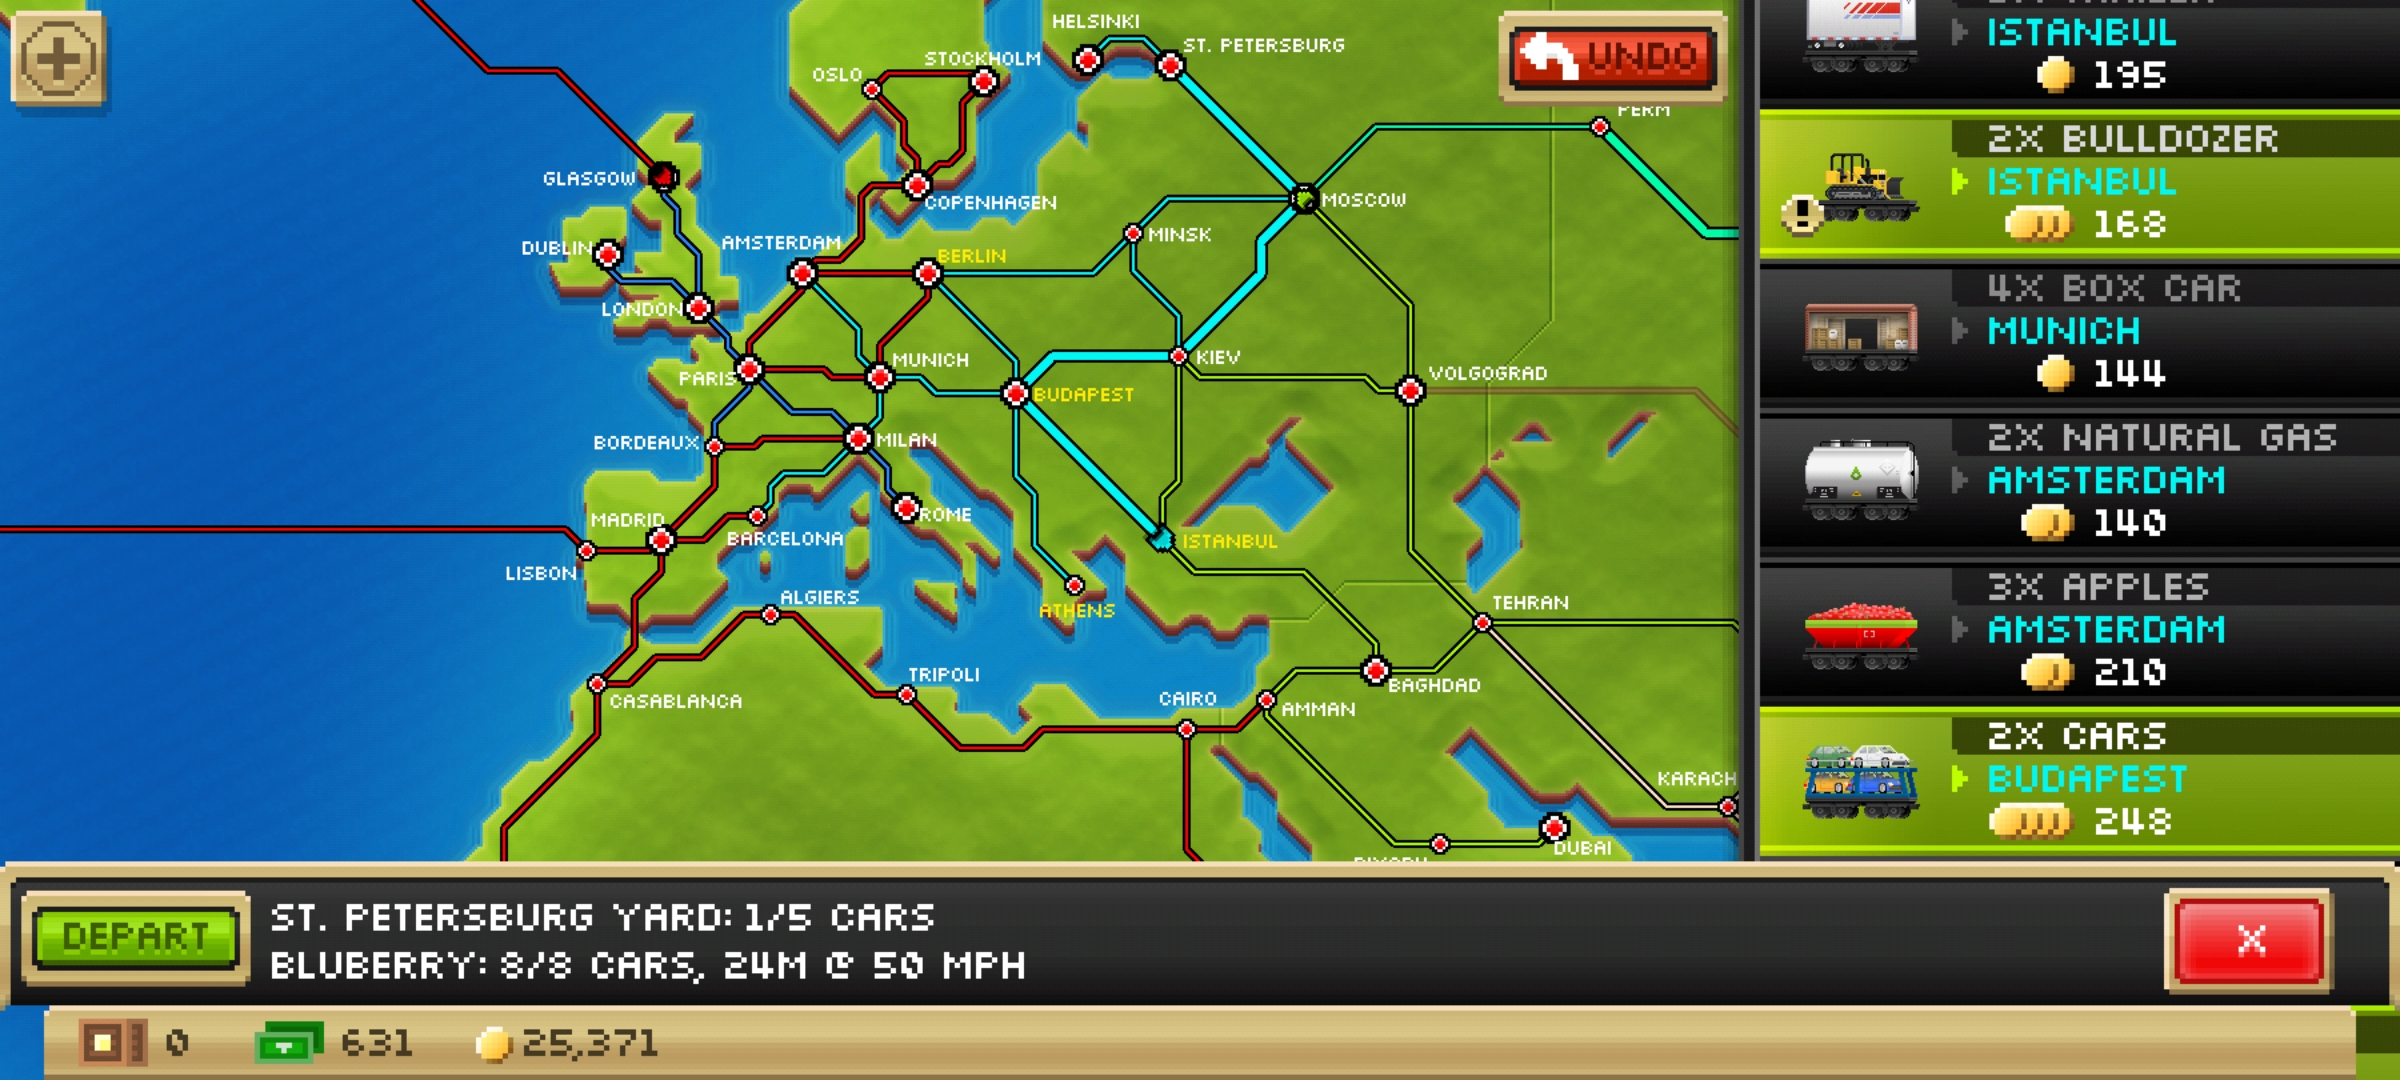 HELSINKI
ST. PETERSBURG
STOCKHOLM
OSLO
UNDO
PERM
GLASGOW
COPENHAGEN
MOSCOW
MINSK
DUBLIN
AMSTERDAM
BERLIN
LONDON
MUNICH
KIEV
VOLGOGRAD
PARIS
BUDAPEST
BORDEAUX
MILAN
MADRID
ROME
BARCELONA
ISTANBUL
LISBON
ALGIERS
ATHENS
TEHRAN
TRIPOLI
BAGHDAD
CASABLANCA
CAIRO
AMMAN
KARACH
DUBAI
ISTANBUL
195
2X BULLDOZER
ISTANBUL
168
4X BOX CAR
MUNICH
144
2X NATURAL GAS
AMSTERDAM
140
3X APPLES
AMSTERDAM
210
2X CARS
BUDAPEST
248
DEPART
ST. PETERSBURG YARD: 1/5 CARS
BLUBERRY: 8/8 CARS, 24M @ 50 MPH
X
0
631
25,371